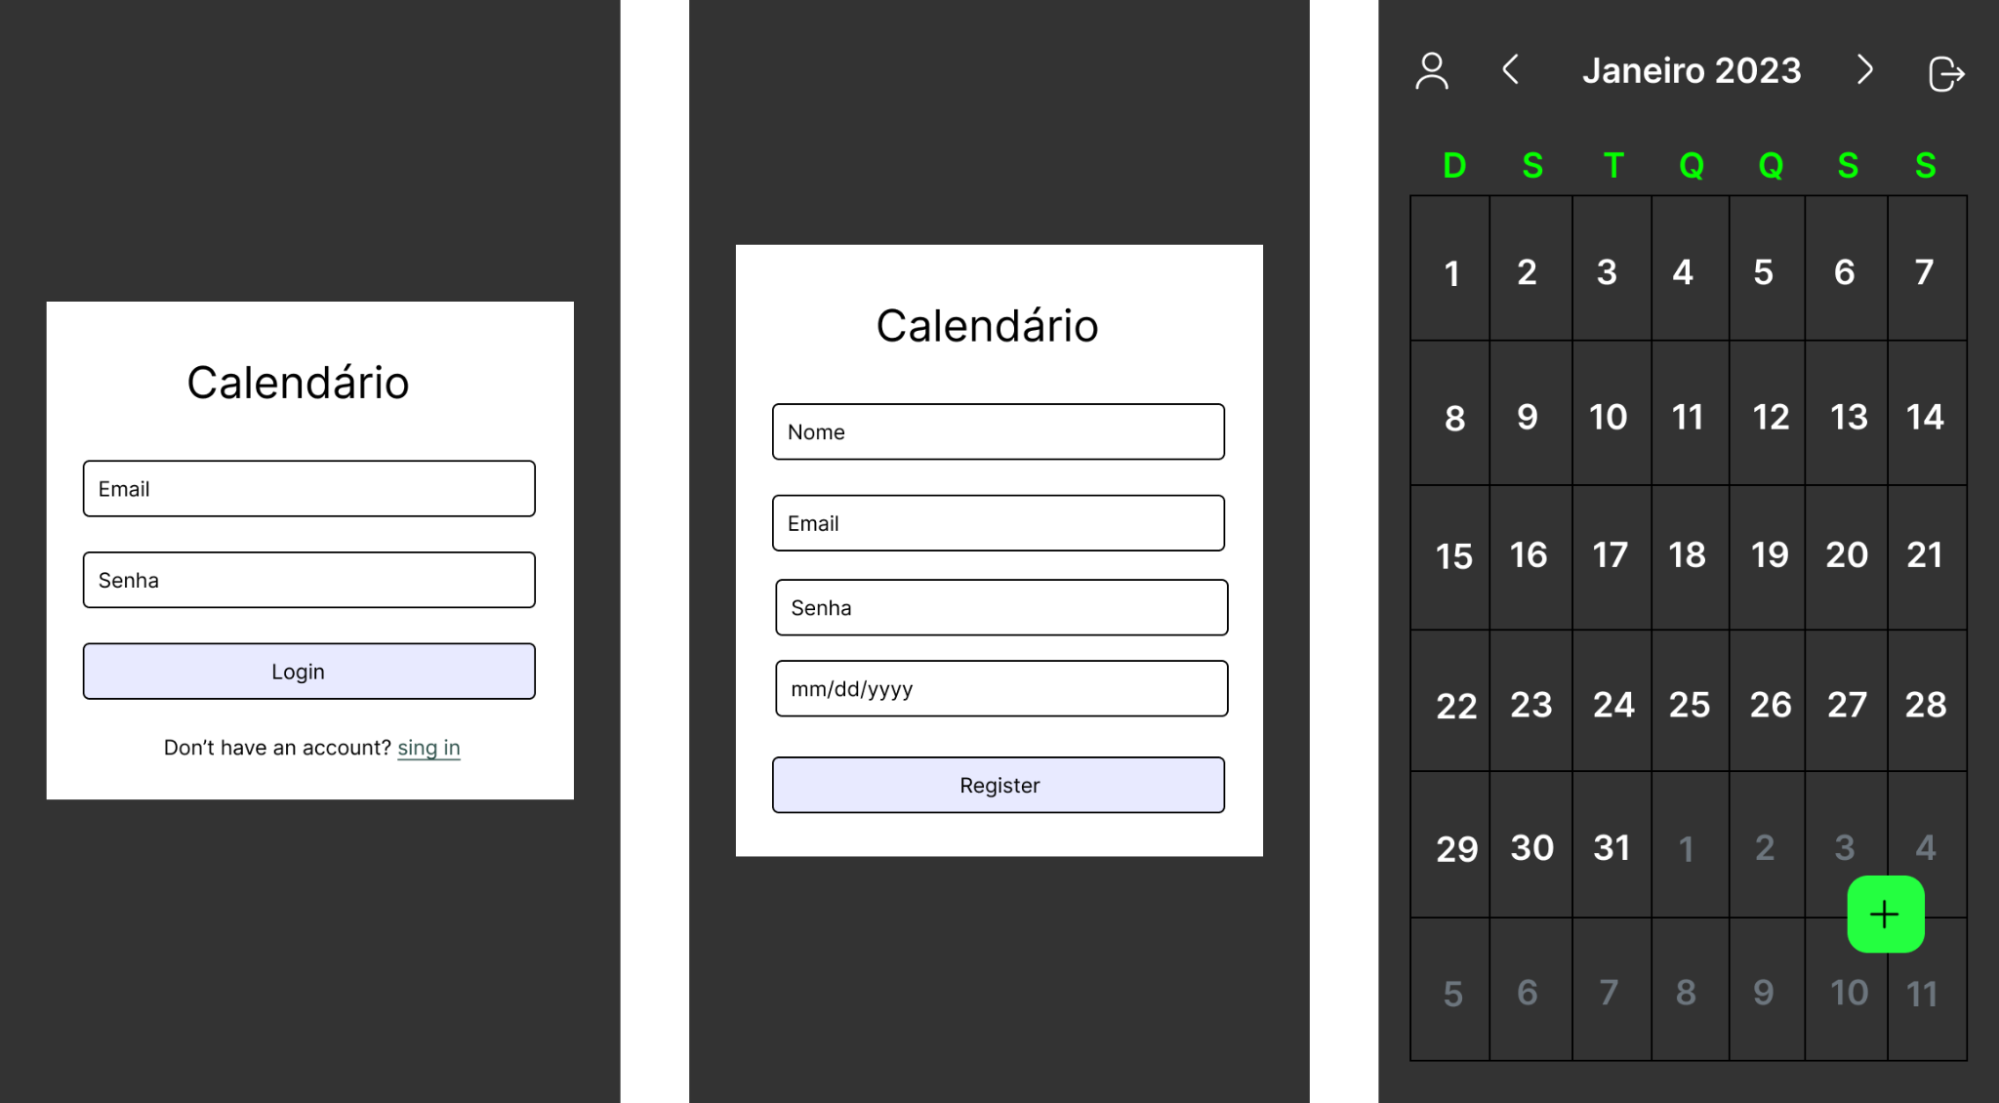 Calendário
Email
Senha
Login
Don't have an account? sing in
Calendário
Nome
Email
Senha
mm/dd/yyyy
Register
Janeiro 2023
D S T Q Q S S
1 2 3 4 5 6 7
8 9 10 11 12 13 14
15 16 17 18 19 20 21
22 23 24 25 26 27 28
29 30 31 1 2 3 4
+
5 6 7 8 9 10 11